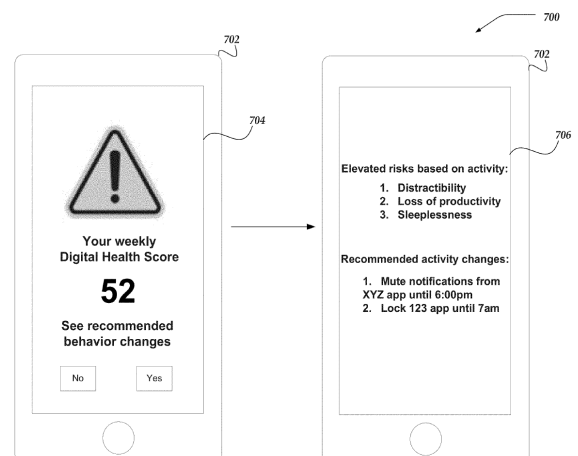 700
702
704
Your weekly
Digital Health Score
52
See recommended
behavior changes
No Yes
702
706
Elevated risks based on activity:
1. Distractibility
2. Loss of productivity
3. Sleeplessness
Recommended activity changes:
1. Mute notifications from
XYZ app until 6:00pm
2. Lock 123 app until 7am